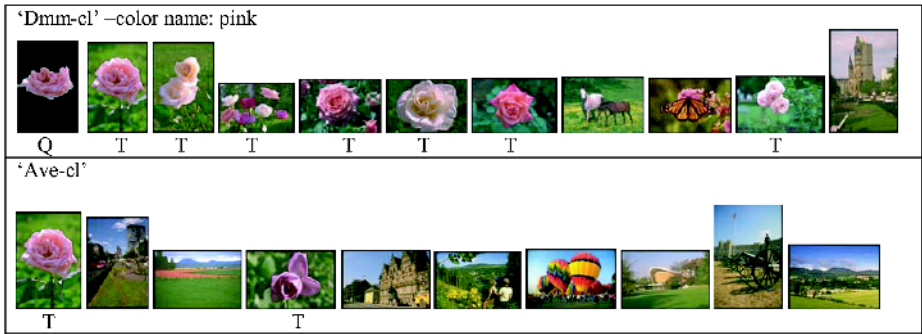 ‘Dmm-cl’ –color name: pink
Q T T T T T T T
‘Ave-cl’
T T